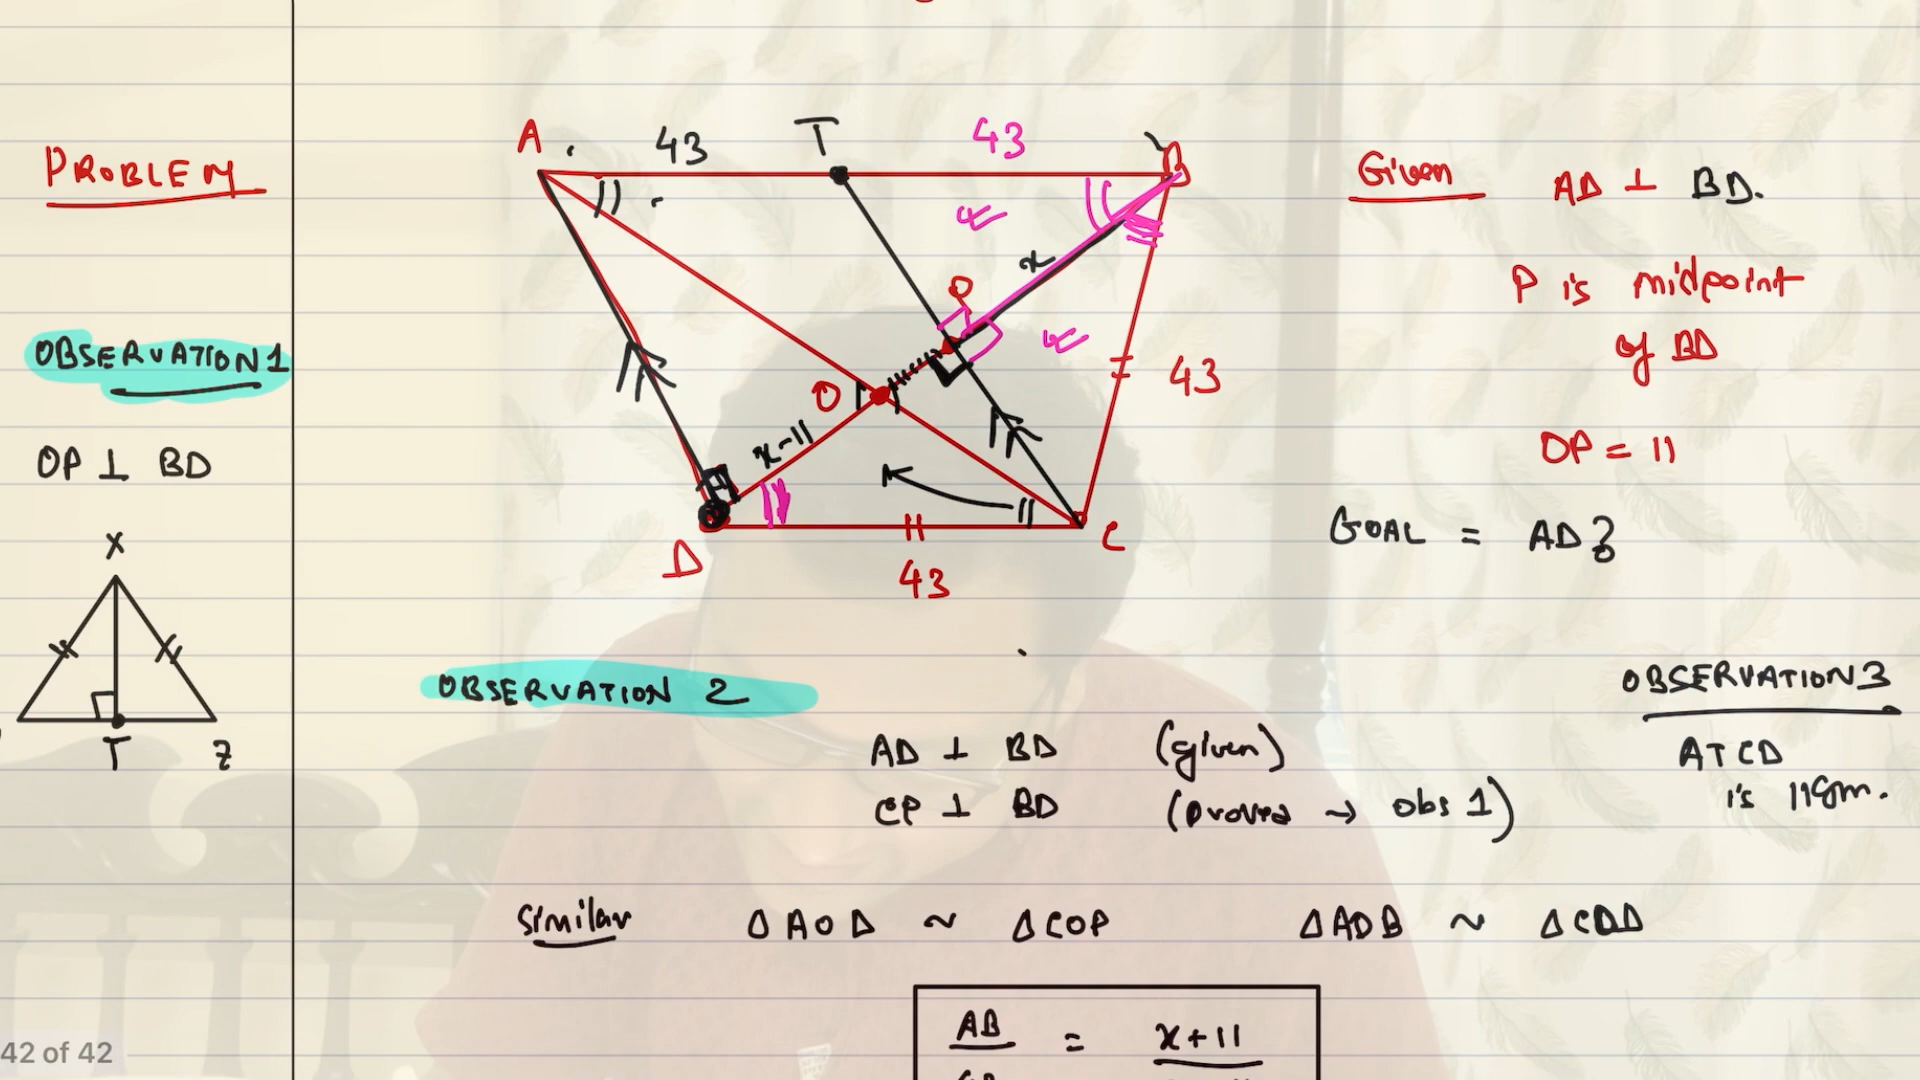 PROBLEM
OBSERVATION 1
OP ⊥ BD
X
T
Z
A
43
T
43
B
x
P
O
x-11
43
D
43
C
Given AD ⊥ BD.
P is midpoint
of BD
OP = 11
GOAL = AD?
OBSERVATION 2
AD ⊥ BD (given)
CP ⊥ BD (proved → obs 1)
OBSERVATION 3
ATCD
is 11gm.
Similar Δ AOD ~ Δ COP Δ AOB ~ Δ COD
AB = x+11
42 of 42